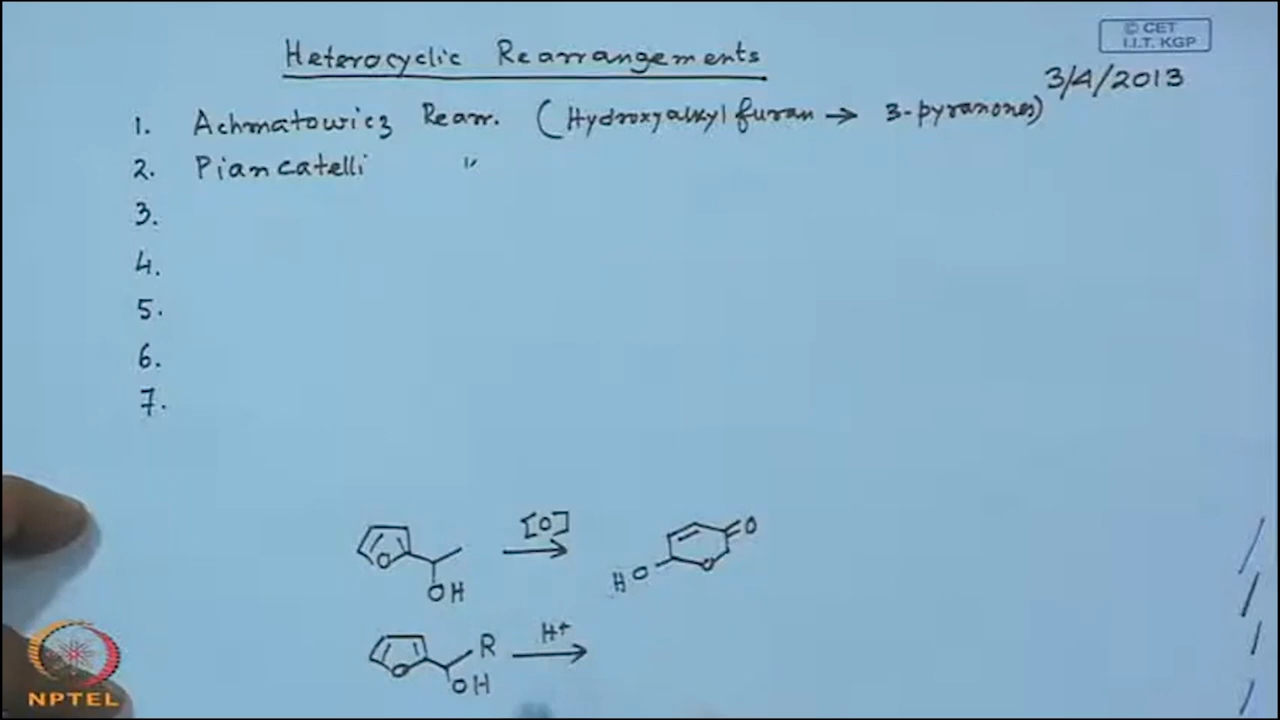 © CET
I.I.T. KGP
Heterocyclic Rearrangements
3/4/2013
1. Achmatowicz Rearr. (Hydroxyalkyl furan → 3-pyranones)
2. Piancatelli "
3.
4.
5.
6.
7.
[O]
O
OH
O
O
HO
H+
R
O
OH
NPTEL